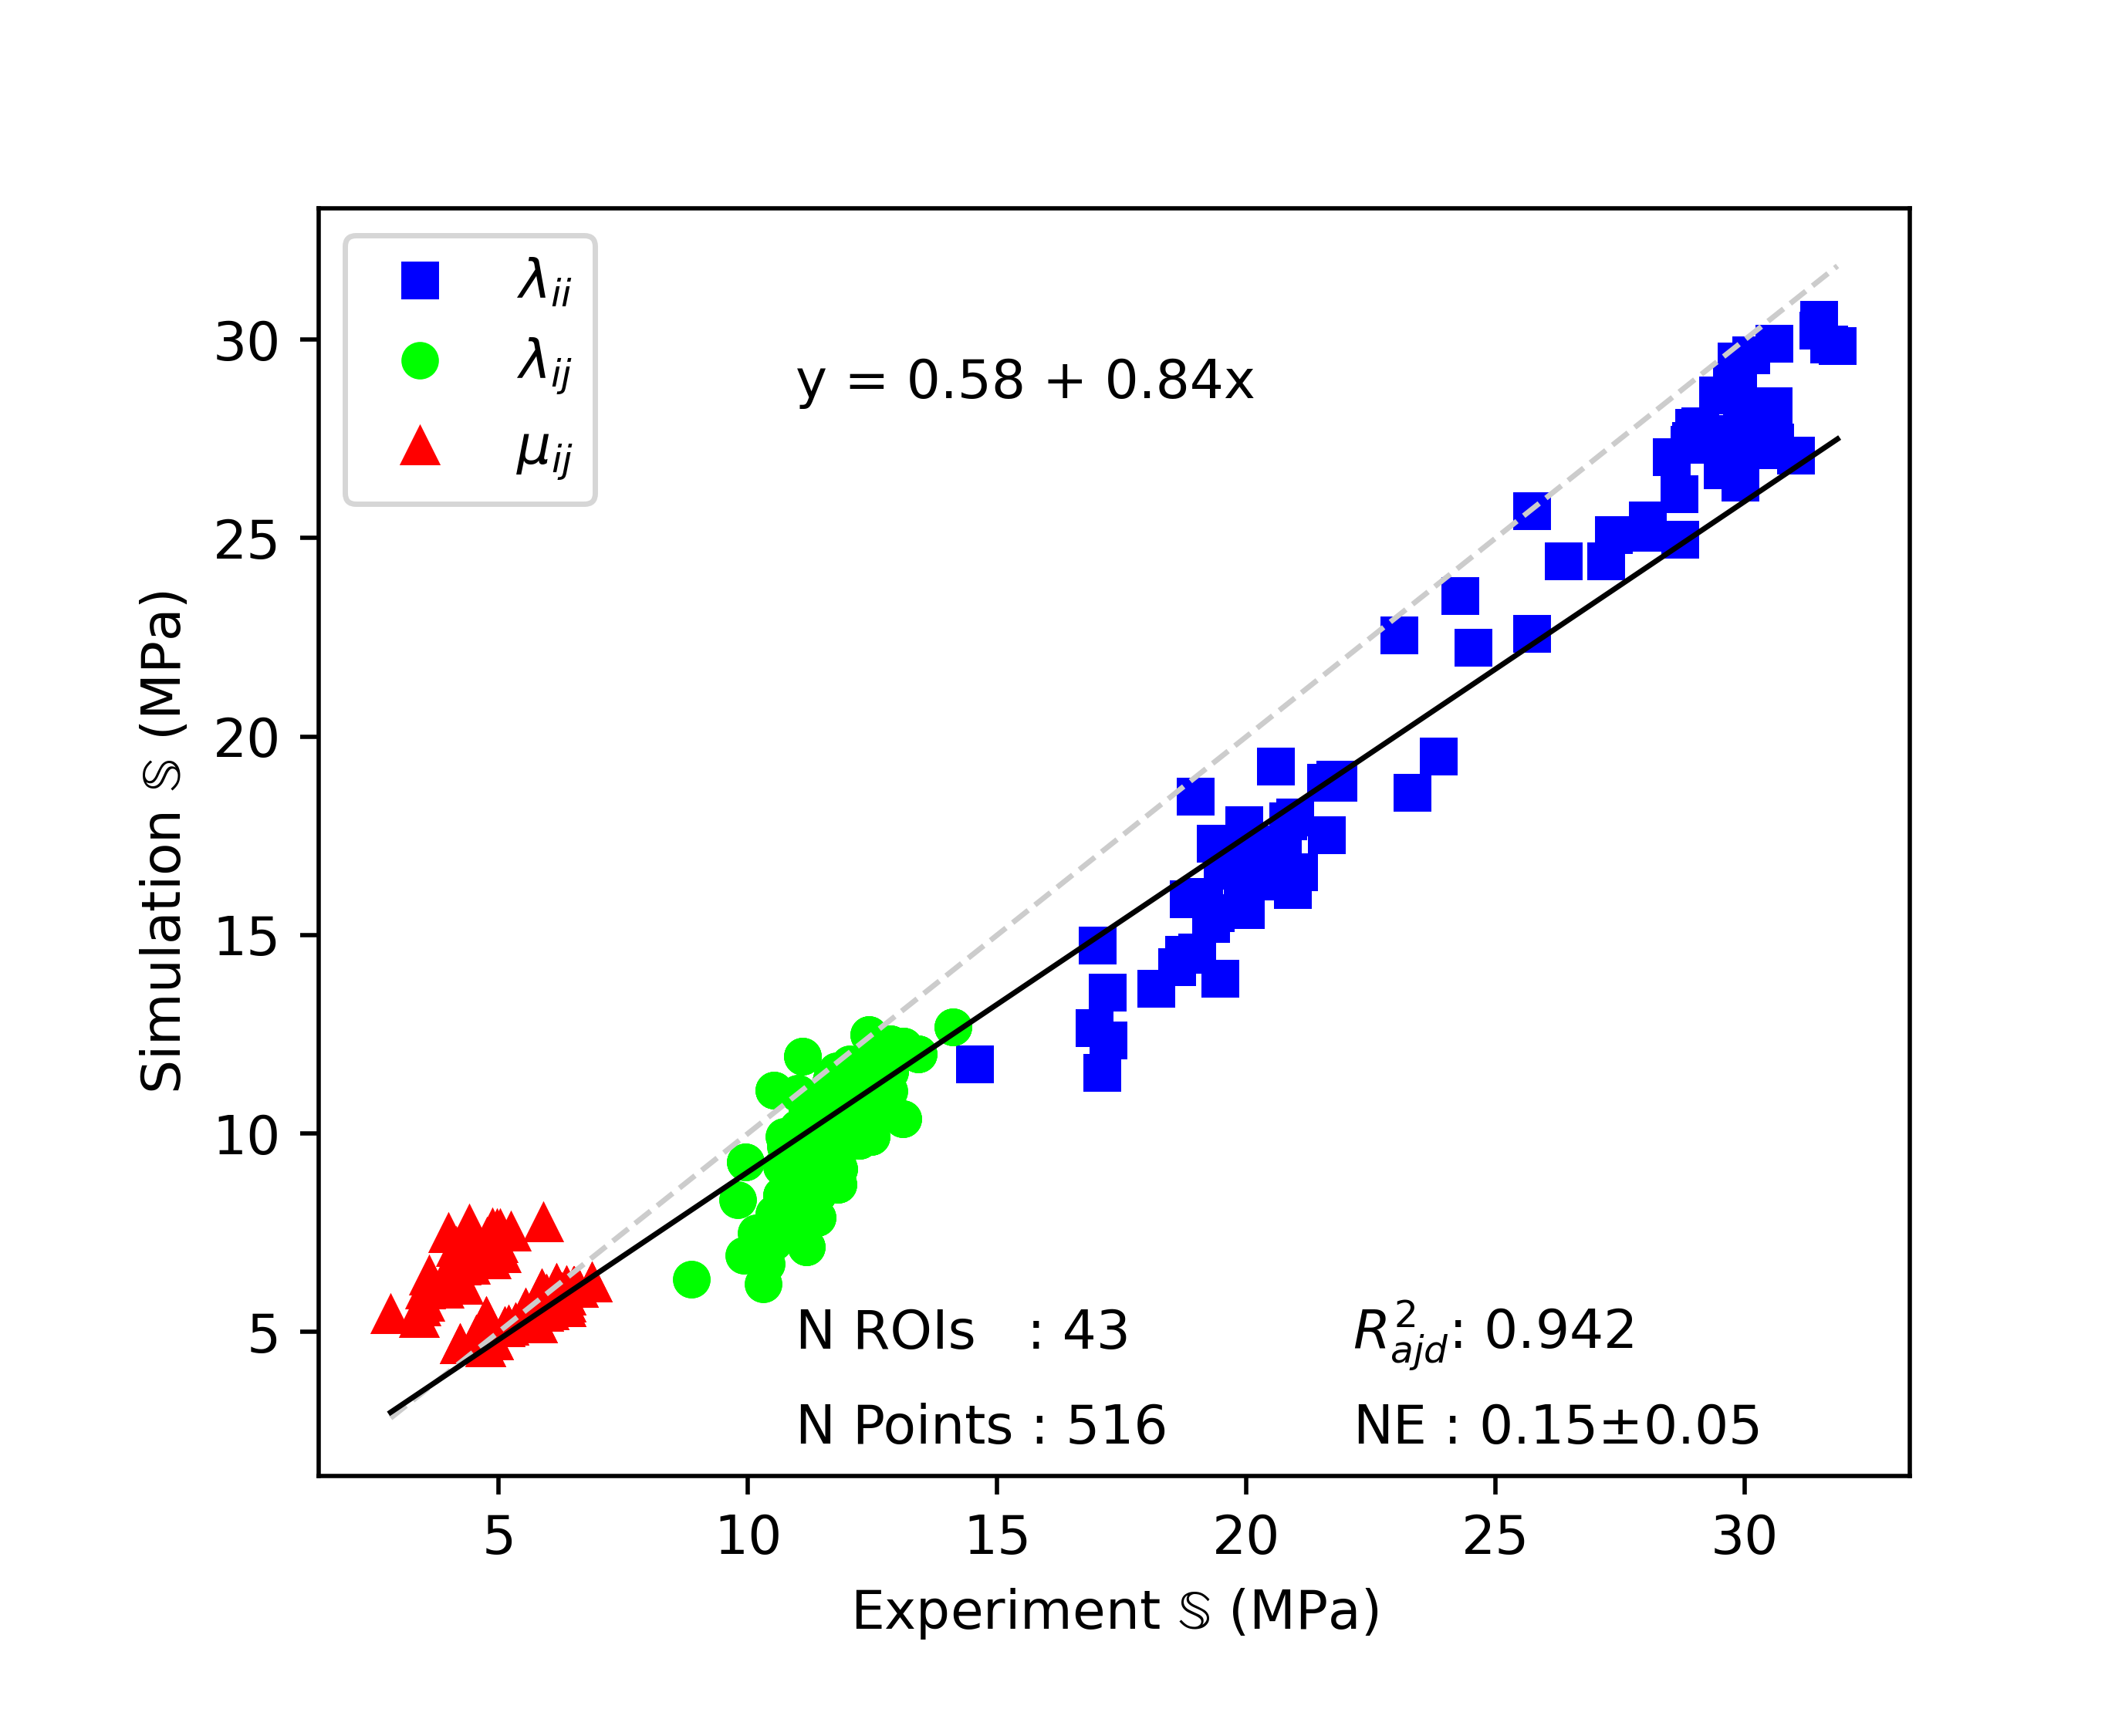 λii
λij
μij
y = 0.58 + 0.84x
30
25
20
15
10
5
Simulation 𝕊 (MPa)
N ROIs : 43
R²ajd: 0.942
N Points : 516
NE : 0.15±0.05
5 10 15 20 25 30
Experiment 𝕊 (MPa)